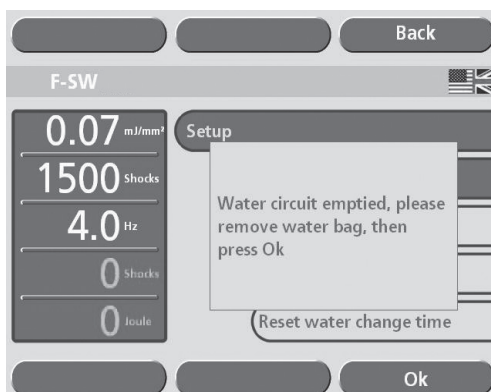 Back
F-SW
0.07 mJ/mm²
1500 Shocks
4.0 Hz
0 Shocks
0 Joule
Setup
Water circuit emptied, please
remove water bag, then
press Ok
Reset water change time
Ok